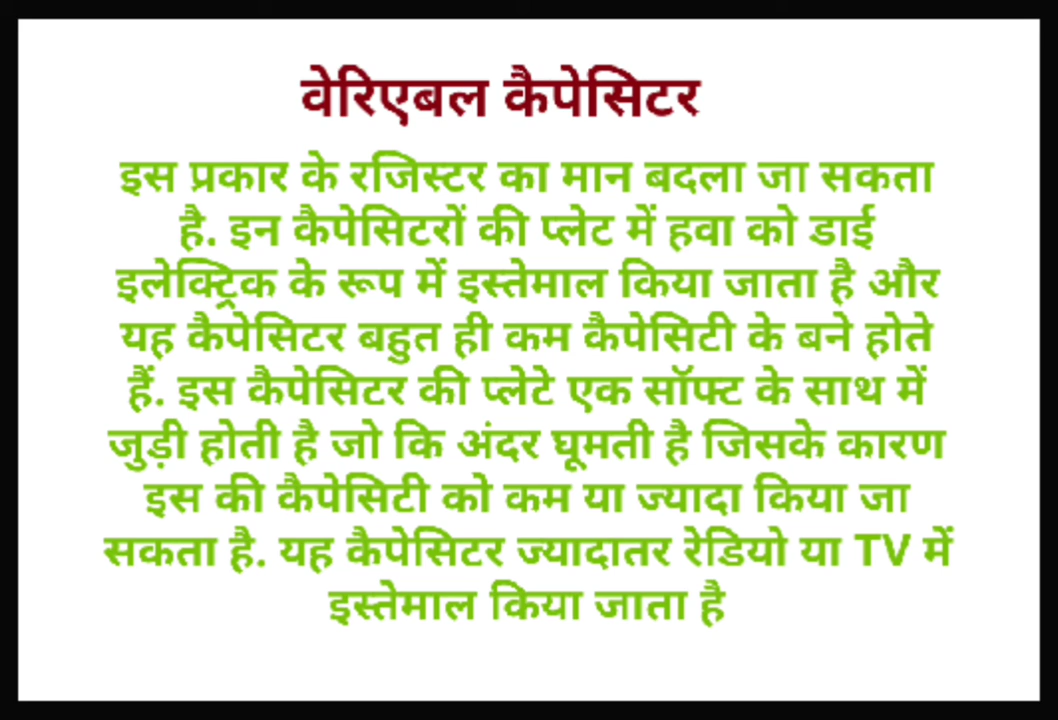 वेरिएबल कैपेसिटर
इस प्रकार के रजिस्टर का मान बदला जा सकता
है. इन कैपेसिटरों की प्लेट में हवा को डाई
इलेक्ट्रिक के रूप में इस्तेमाल किया जाता है और
यह कैपेसिटर बहुत ही कम कैपेसिटी के बने होते
हैं. इस कैपेसिटर की प्लेटे एक सॉफ्ट के साथ में
जुड़ी होती है जो कि अंदर घूमती है जिसके कारण
इस की कैपेसिटी को कम या ज्यादा किया जा
सकता है. यह कैपेसिटर ज्यादातर रेडियो या TV में
इस्तेमाल किया जाता है